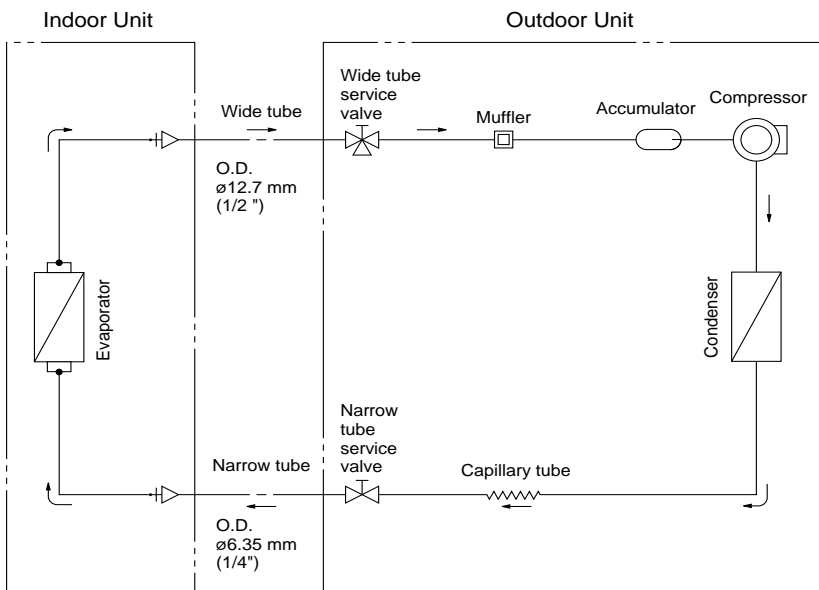 Indoor Unit
Outdoor Unit
Wide tube
Wide tube
service
valve
Muffler
Accumulator
Compressor
O.D.
ø12.7 mm
(1/2 ")
Evaporator
Condenser
Narrow tube
Narrow
tube
service
valve
Capillary tube
O.D.
ø6.35 mm
(1/4")